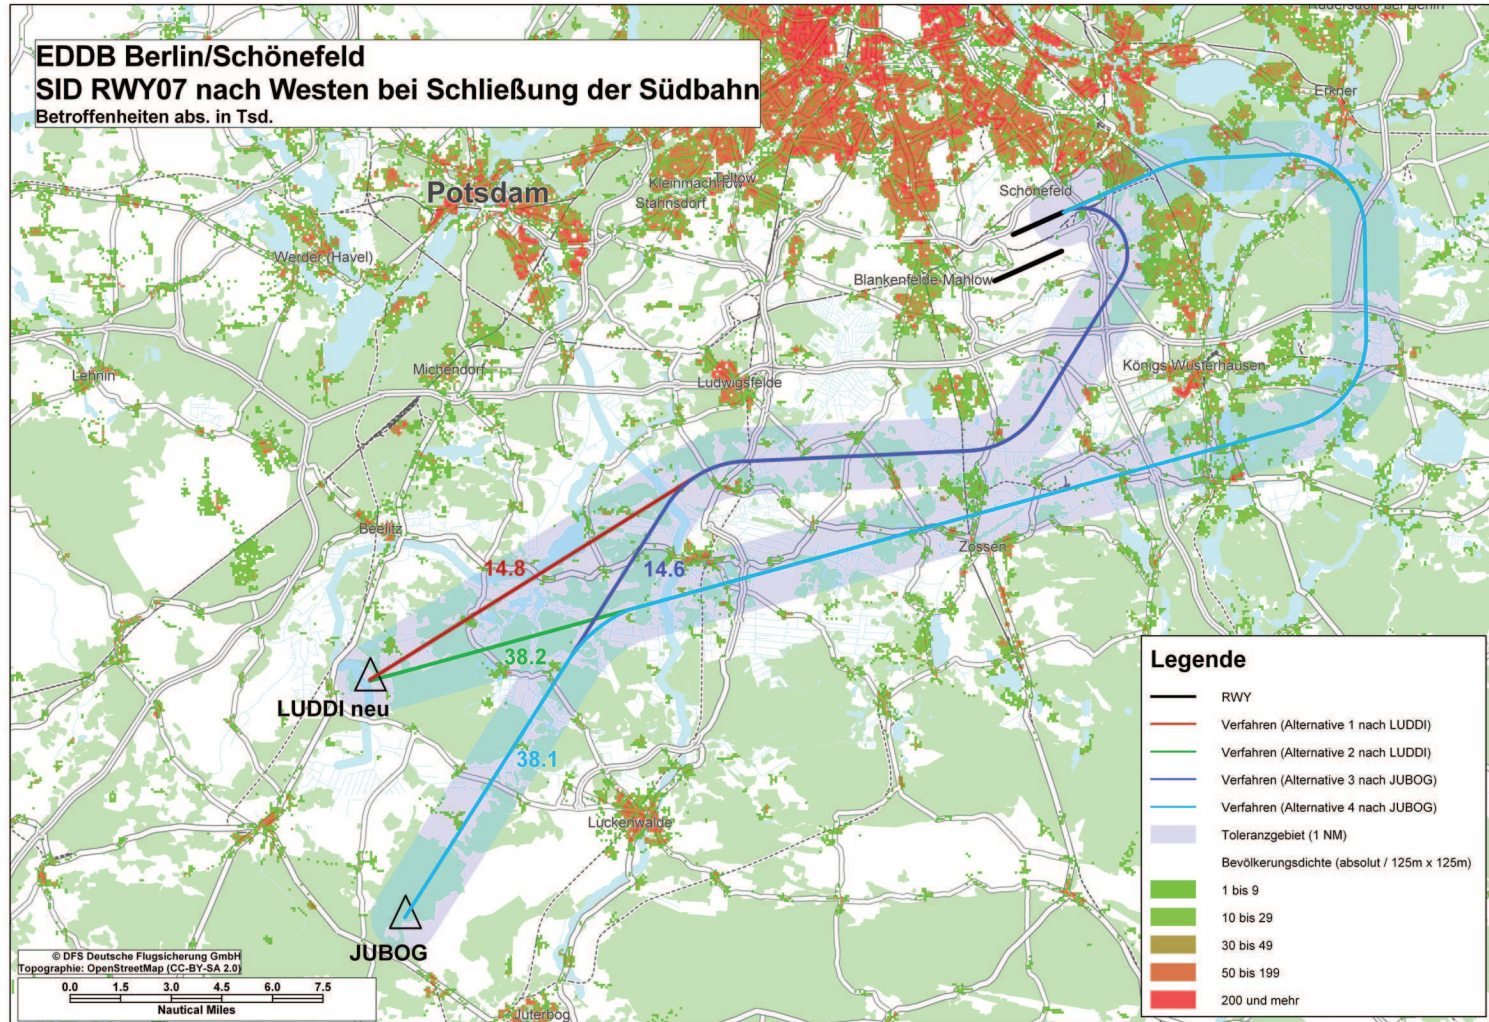 Rüdersdorf bei Berlin
EDDB Berlin/Schönefeld
SID RWY07 nach Westen bei Schließung der Südbahn
Betroffenheiten abs. in Tsd.
Erkner
Potsdam
Kleinmachnow
Teltow
Stahnsdorf
Schönefeld
Werder (Havel)
Blankenfelde-Mahlow
Lehnin
Michendorf
Ludwigsfelde
Königs Wusterhausen
Beelitz
Zossen
14.8
14.6
38.2
LUDDI neu
38.1
Luckenwalde
JUBOG
Jüterbog
Legende
RWY
Verfahren (Alternative 1 nach LUDDI)
Verfahren (Alternative 2 nach LUDDI)
Verfahren (Alternative 3 nach JUBOG)
Verfahren (Alternative 4 nach JUBOG)
Toleranzgebiet (1 NM)
Bevölkerungsdichte (absolut / 125m x 125m)
1 bis 9
10 bis 29
30 bis 49
50 bis 199
200 und mehr
© DFS Deutsche Flugsicherung GmbH
Topographie: OpenStreetMap (CC-BY-SA 2.0)
0.0 1.5 3.0 4.5 6.0 7.5
Nautical Miles